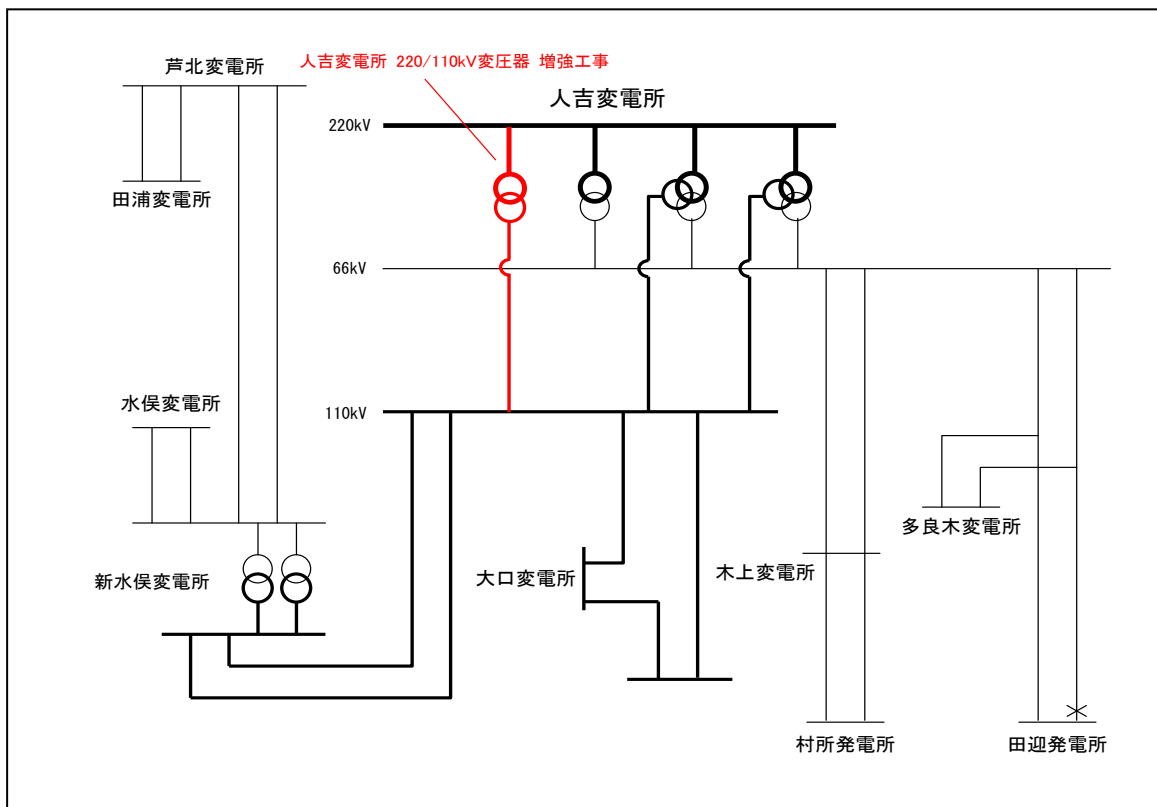 芦北変電所
人吉変電所 220/110kV変圧器 増強工事
人吉変電所
220kV
田浦変電所
66kV
水俣変電所
110kV
多良木変電所
新水俣変電所
大口変電所
木上変電所
村所発電所
田迎発電所